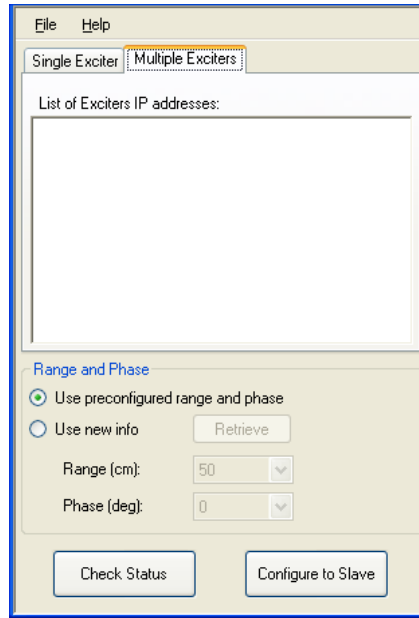 File Help
Single Exciter Multiple Exciters
List of Exciters IP addresses:
Range and Phase
Use preconfigured range and phase
Use new info Retrieve
Range (cm): 50
Phase (deg): 0
Check Status Configure to Slave